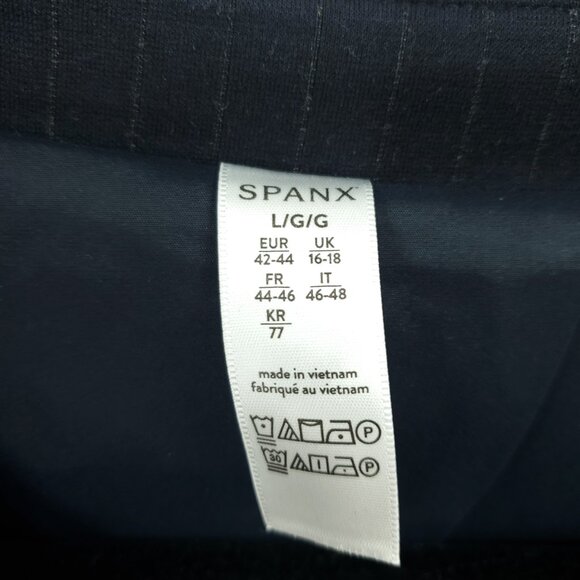 SPANX
L/G/G
EUR UK
42-44 16-18
FR IT
44-46 46-48
KR
77
made in vietnam
fabriqué au vietnam
P
30 P